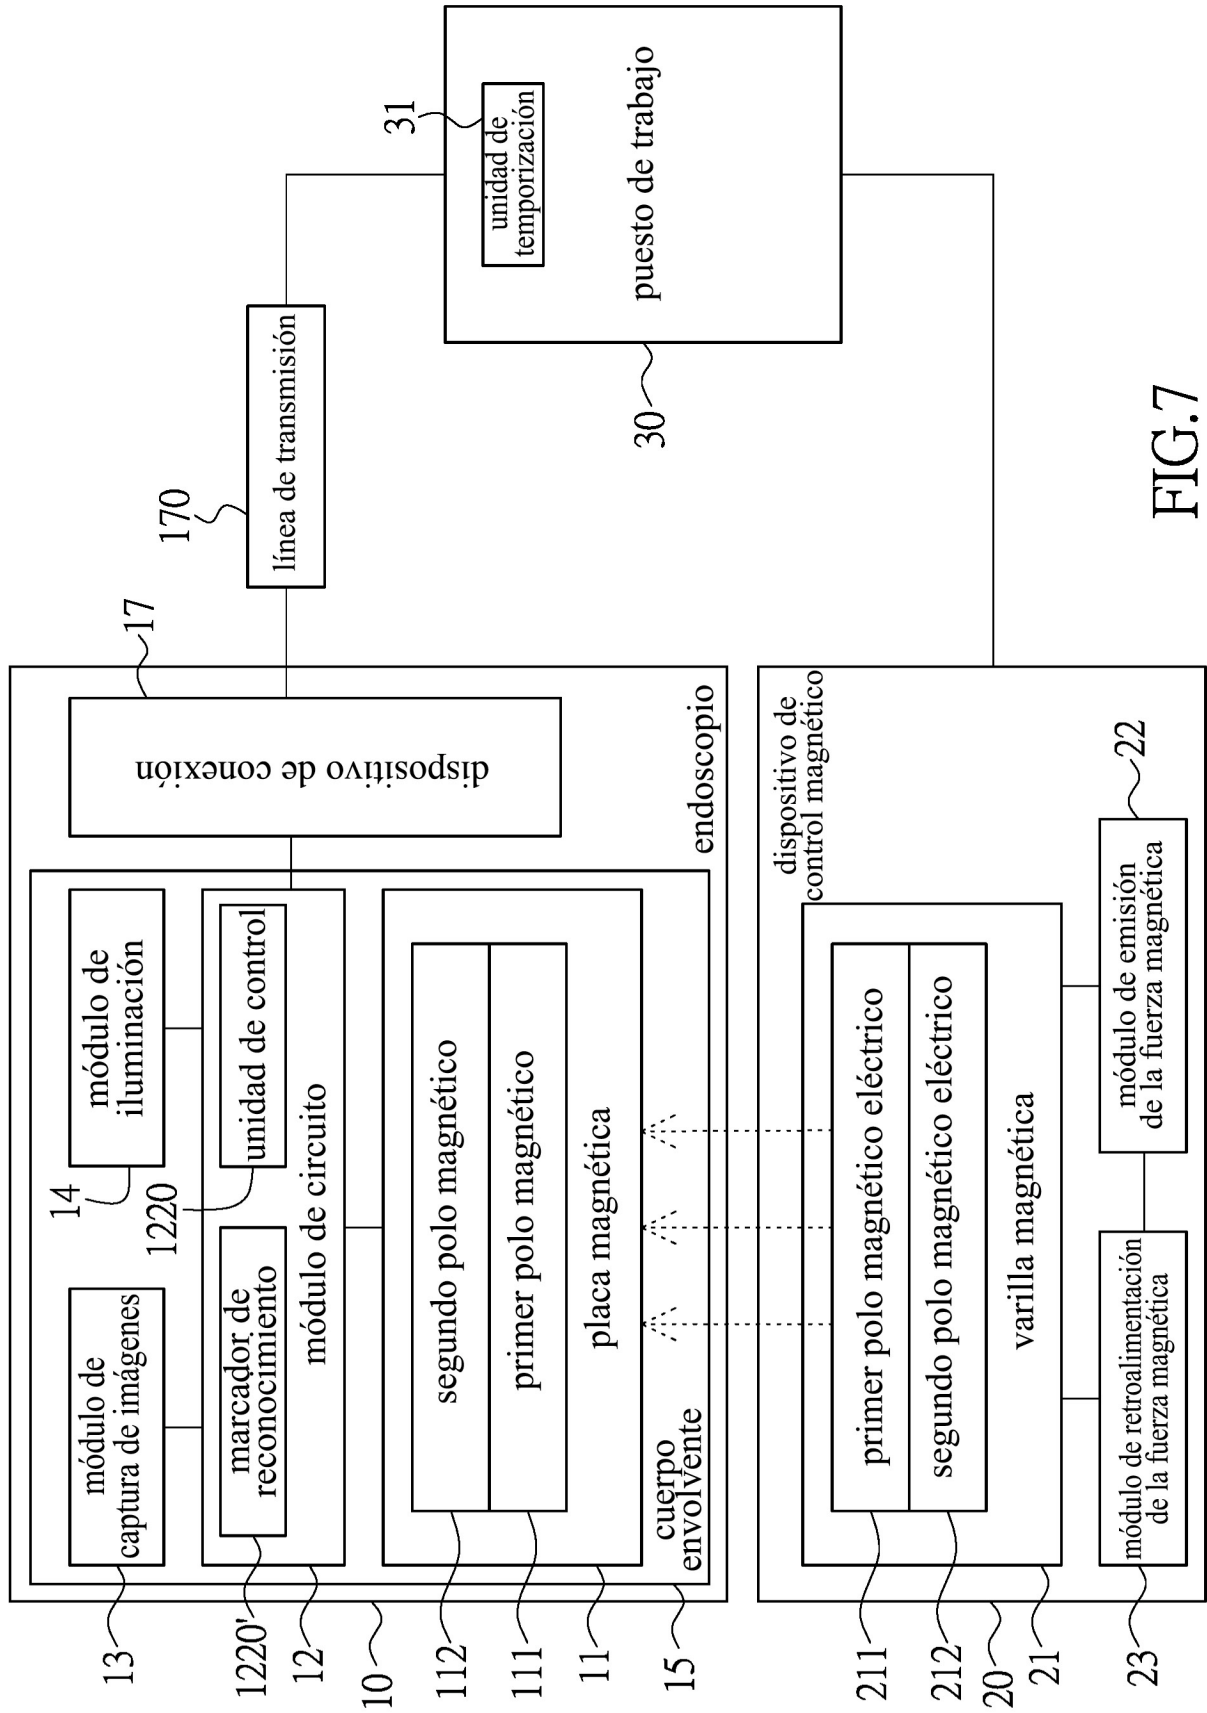 13
módulo de
captura de imágenes
14
módulo de
iluminación
1220'
marcador de
reconocimiento
1220
unidad de control
12
módulo de circuito
10
112
segundo polo magnético
111
primer polo magnético
11
placa magnética
15
cuerpo
envolvente
17
dispositivo de conexión
endoscopio
170
línea de transmisión
31
unidad de
temporización
puesto de trabajo
30
dispositivo de
control magnético
211
primer polo magnético eléctrico
212
segundo polo magnético eléctrico
20
21
varilla magnética
23
módulo de retroalimentación
de la fuerza magnética
22
módulo de emisión
de la fuerza magnética
FIG.7